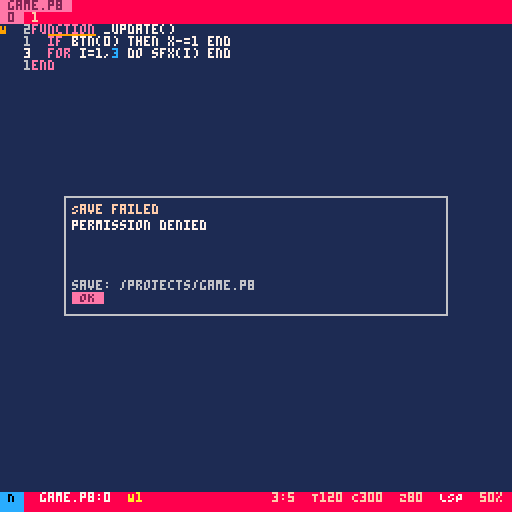 GAME.P8
0 1
W 2FUNCTION _UPDATE()
1 IF BTN(0) THEN X-=1 END
3 FOR I=1,3 DO SFX(I) END
1END
sAVE FAILED
PERMISSION DENIED
SAVE: /PROJECTS/GAME.P8
OK
n GAME.P8:0 W1 3:5 T120 C300 Z80 LSP 50%